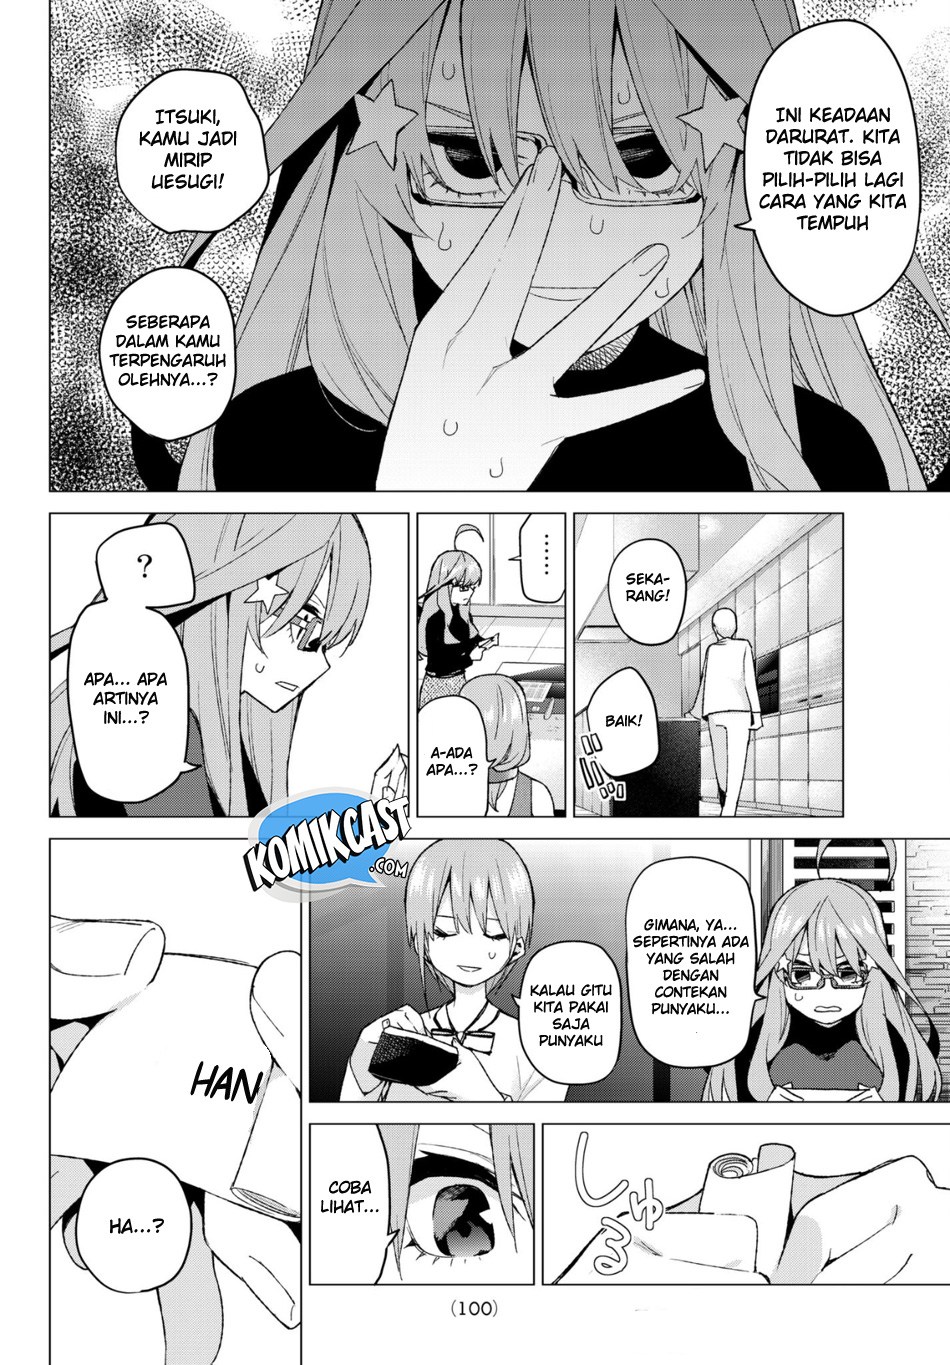 INI KEADAAN
DARURAT. KITA
TIDAK BISA
PILIH-PILIH LAGI
CARA YANG KITA
TEMPUH
ITSUKI,
KAMU JADI
MIRIP
UESUGI!
SEBERAPA
DALAM KAMU
TERPENGARUH
OLEHNYA...?
SEKA-
RANG!
BAIK!
A-ADA
APA...?
?
APA... APA
ARTINYA
INI...?
KOMIKCAST
.COM
GIMANA, YA...
SEPERTINYA ADA
YANG SALAH
DENGAN
CONTEKAN
PUNYAKU...
KALAU GITU
KITA PAKAI
SAJA
PUNYAKU
しゅる
COBA
LIHAT...
HAN
HA...?
(100)